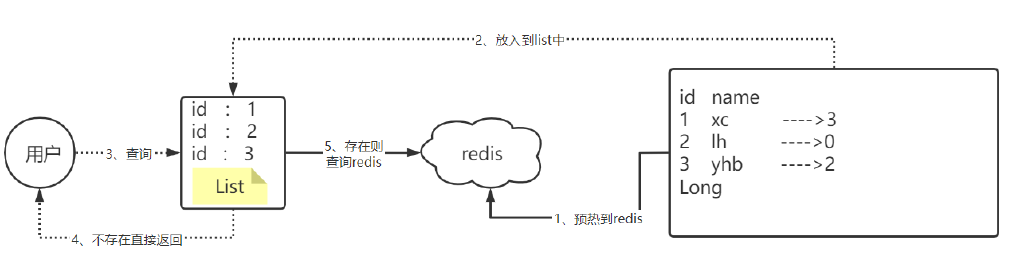 2、放入到list中
用户
3、查询
id : 1
id : 2
id : 3
List
4、不存在直接返回
5、存在则
查询redis
redis
1、预热到redis
id name
1 xc ---->3
2 lh ---->0
3 yhb ---->2
Long